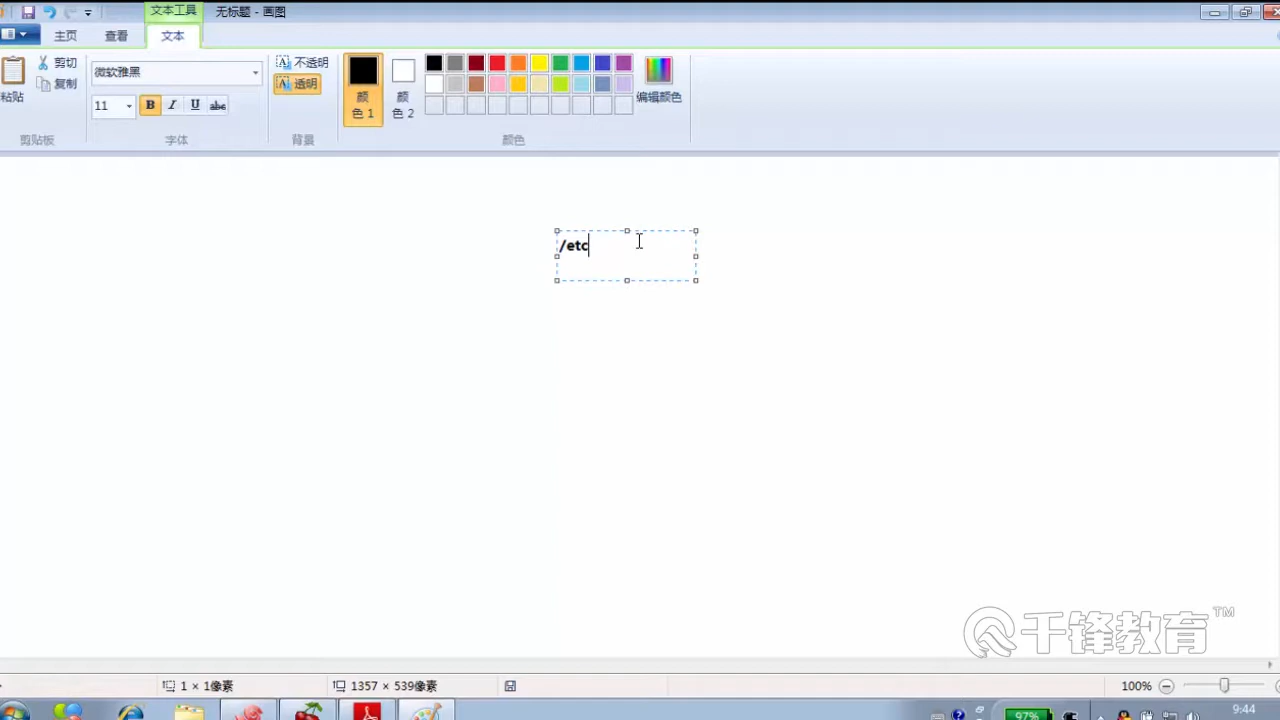 文本工具 无标题 - 画图
主页 查看 文本
粘贴 剪切 复制
剪贴板
微软雅黑
11 B I U abc
字体
不透明
透明
背景
颜色 1
颜色 2
编辑颜色
颜色
/etc
千锋教育™
1 × 1像素 1357 × 539像素 100%
97% 9:44